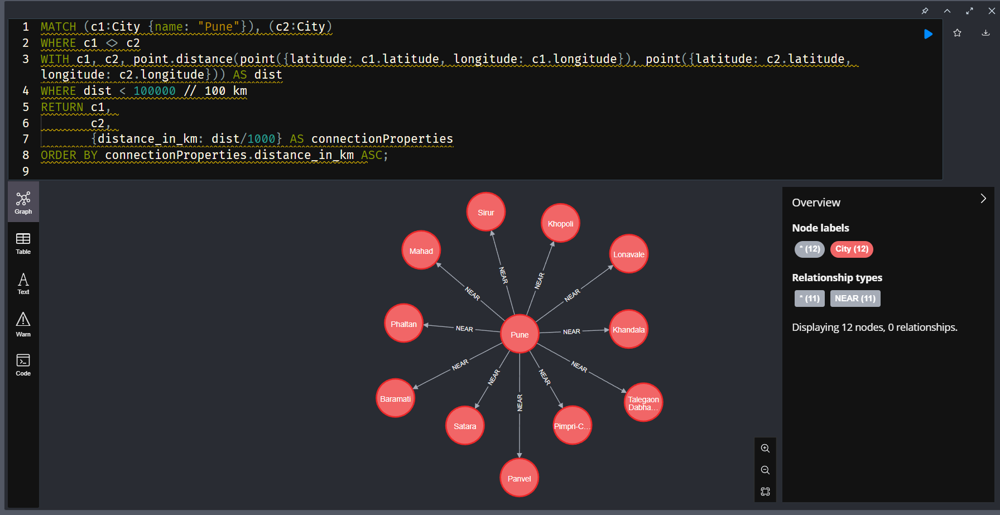 1 MATCH (c1:City {name: "Pune"}), (c2:City)
2 WHERE c1 <> c2
3 WITH c1, c2, point.distance(point({latitude: c1.latitude, longitude: c1.longitude}), point({latitude: c2.latitude,
longitude: c2.longitude})) AS dist
4 WHERE dist < 100000 // 100 km
5 RETURN c1,
6 c2,
7 {distance_in_km: dist/1000} AS connectionProperties
8 ORDER BY connectionProperties.distance_in_km ASC;
9
Graph
Table
Text
Warn
Code
Sirur
Khopoli
Mahad
Lonavale
NEAR
NEAR
NEAR
NEAR
Phaltan
NEAR
Pune
NEAR
Khandala
NEAR
NEAR
NEAR
NEAR
NEAR
Baramati
Talegaon
Dabha...
Satara
Pimpri-C...
Panvel
Overview
Node labels
* (12)
City (12)
Relationship types
* (11)
NEAR (11)
Displaying 12 nodes, 0 relationships.